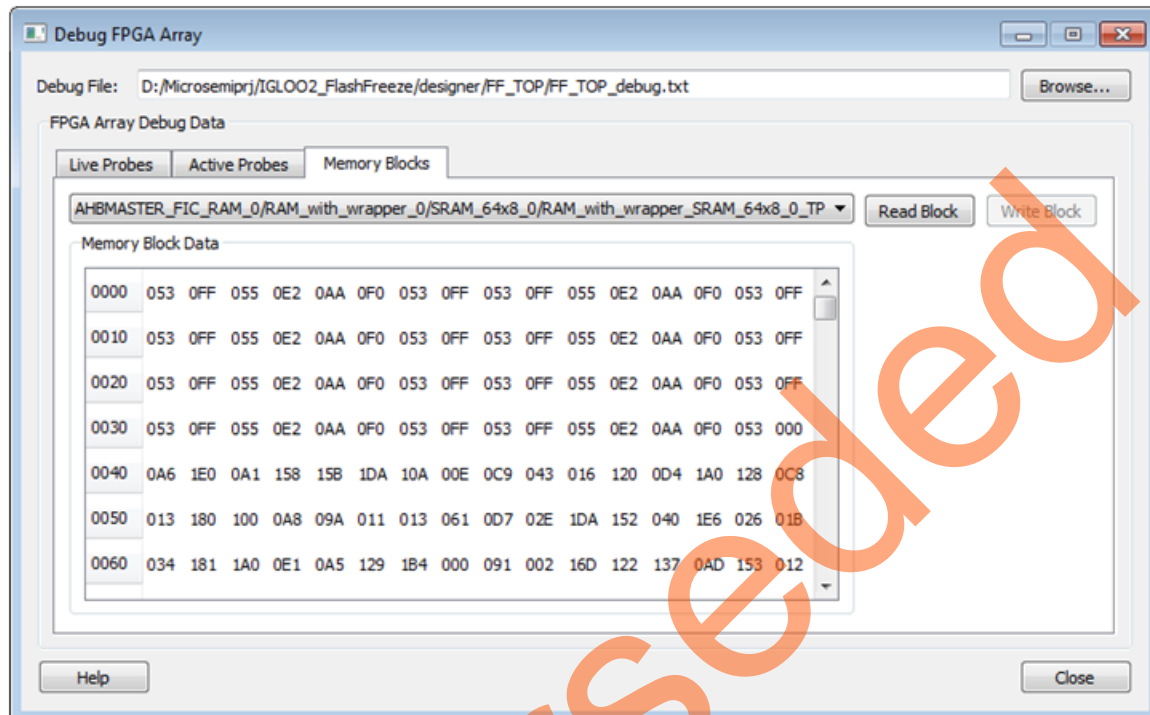 Debug FPGA Array
Debug File: D:/Microsemiprj/IGLOO2_FlashFreeze/designer/FF_TOP/FF_TOP_debug.txt Browse...
FPGA Array Debug Data
Live Probes Active Probes Memory Blocks
AHBMASTER_FIC_RAM_0/RAM_with_wrapper_0/SRAM_64x8_0/RAM_with_wrapper_SRAM_64x8_0_TP Read Block Write Block
Memory Block Data
0000 053 0FF 055 0E2 0AA 0F0 053 0FF 053 0FF 055 0E2 0AA 0F0 053 0FF
0010 053 0FF 055 0E2 0AA 0F0 053 0FF 053 0FF 055 0E2 0AA 0F0 053 0FF
0020 053 0FF 055 0E2 0AA 0F0 053 0FF 053 0FF 055 0E2 0AA 0F0 053 0FF
0030 053 0FF 055 0E2 0AA 0F0 053 0FF 053 0FF 055 0E2 0AA 0F0 053 000
0040 0A6 1E0 0A1 158 15B 1DA 10A 00E 0C9 043 016 120 0D4 1A0 128 0C8
0050 013 180 100 0A8 09A 011 013 061 0D7 02E 1DA 152 040 1E6 026 01B
0060 034 181 1A0 0E1 0A5 129 1B4 000 091 002 16D 122 137 0AD 153 012
Help Close